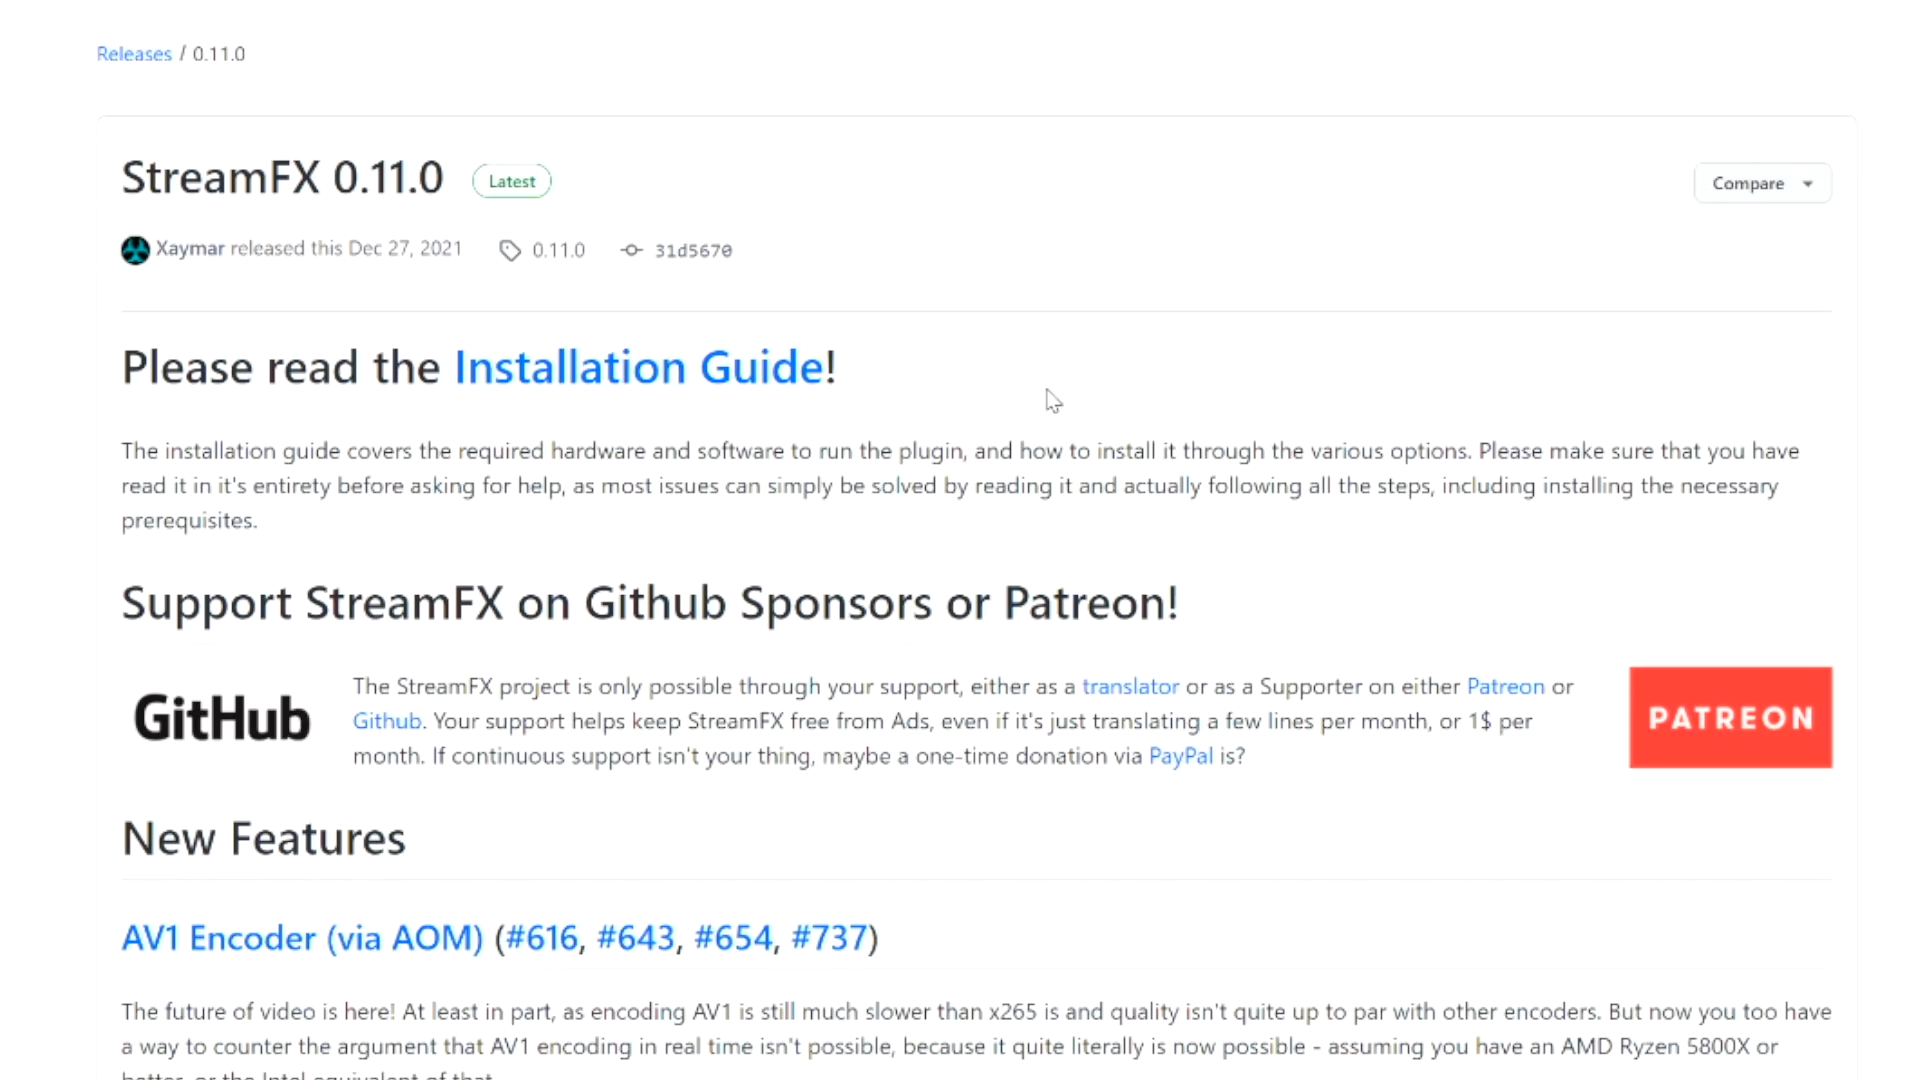 Releases / 0.11.0
StreamFX 0.11.0 Latest
Compare
Xaymar released this Dec 27, 2021 0.11.0 31d5670
Please read the Installation Guide!
The installation guide covers the required hardware and software to run the plugin, and how to install it through the various options. Please make sure that you have
read it in it's entirety before asking for help, as most issues can simply be solved by reading it and actually following all the steps, including installing the necessary
prerequisites.
Support StreamFX on Github Sponsors or Patreon!
GitHub
The StreamFX project is only possible through your support, either as a translator or as a Supporter on either Patreon or
Github. Your support helps keep StreamFX free from Ads, even if it's just translating a few lines per month, or 1$ per
month. If continuous support isn't your thing, maybe a one-time donation via PayPal is?
PATREON
New Features
AV1 Encoder (via AOM) (#616, #643, #654, #737)
The future of video is here! At least in part, as encoding AV1 is still much slower than x265 is and quality isn't quite up to par with other encoders. But now you too have
a way to counter the argument that AV1 encoding in real time isn't possible, because it quite literally is now possible - assuming you have an AMD Ryzen 5800X or
better, or the Intel equivalent of that.